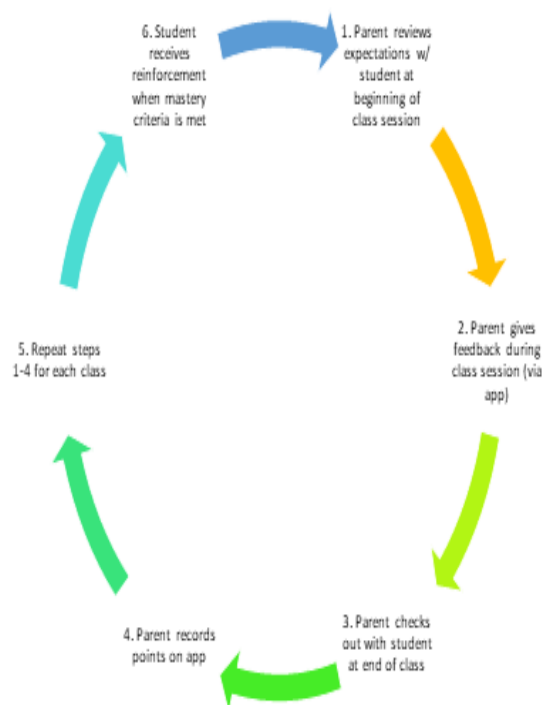 1. Parent reviews
expectations w/
student at
beginning of
class session
2. Parent gives
feedback during
class session (via
app)
3. Parent checks
out with student
at end of class
4. Parent records
points on app
5. Repeat steps
1-4 for each class
6. Student
receives
reinforcement
when mastery
criteria is met